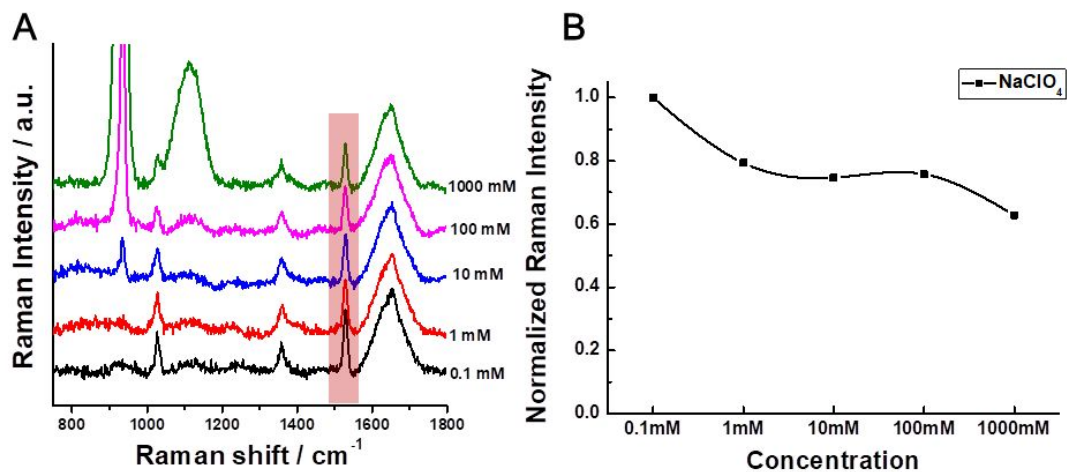 A
Raman Intensity / a.u.
1000 mM
100 mM
10 mM
1 mM
0.1 mM
800 1000 1200 1400 1600 1800
Raman shift / cm⁻¹
B
Normalized Raman Intensity
NaClO₄
1.0
0.8
0.6
0.4
0.2
0.0
0.1mM 1mM 10mM 100mM 1000mM
Concentration